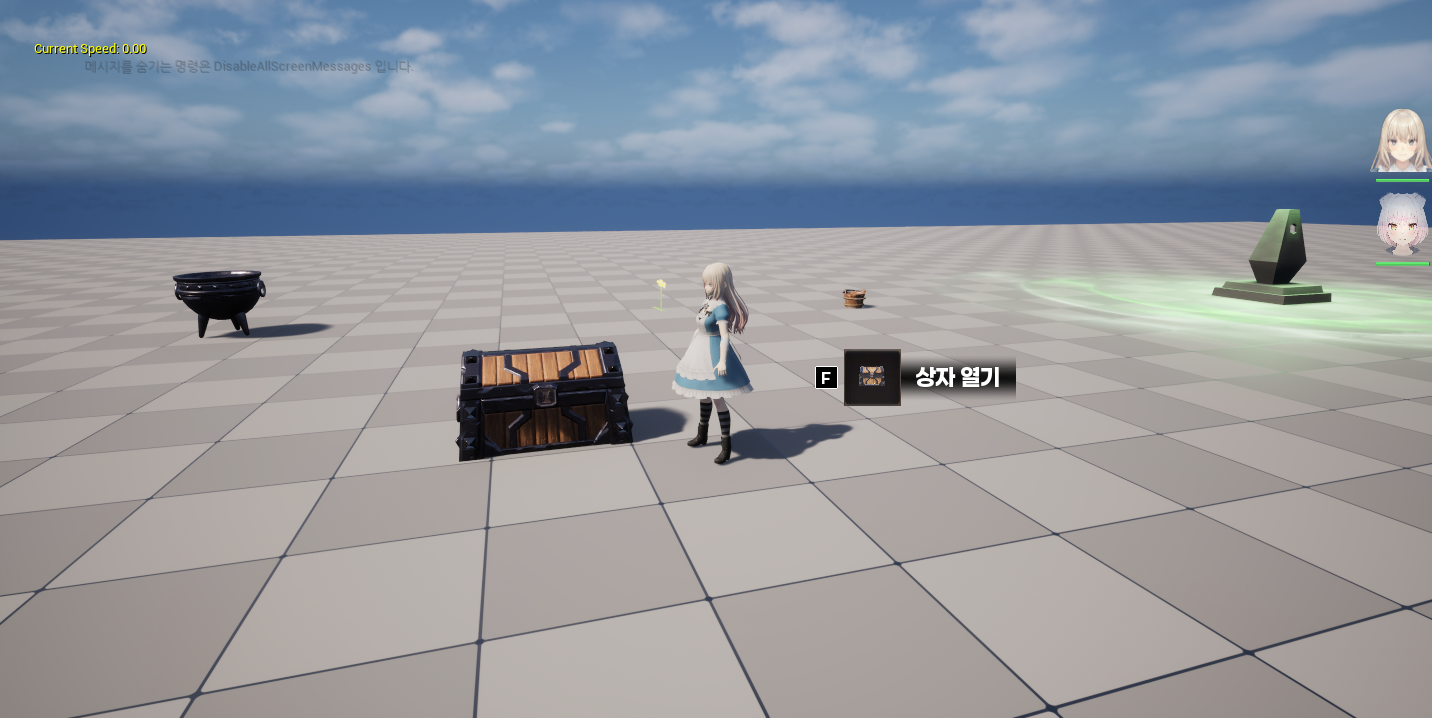 Current Speed: 0.00
메시지를 숨기는 명령은 DisableAllScreenMessages 입니다.
F
상자 열기